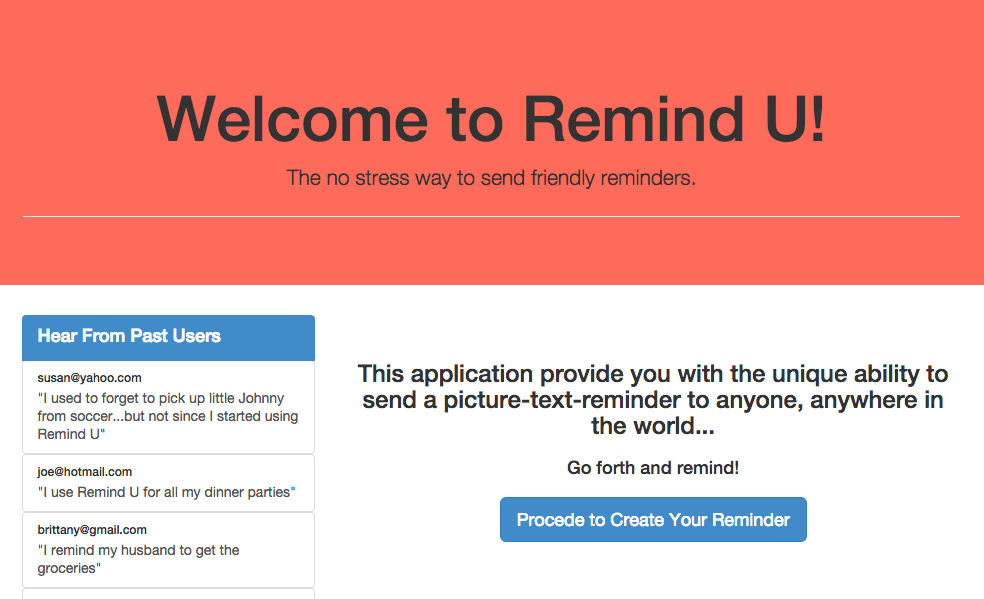 Welcome to Remind U!
The no stress way to send friendly reminders.
Hear From Past Users
susan@yahoo.com
"I used to forget to pick up little Johnny
from soccer...but not since I started using
Remind U"
joe@hotmail.com
"I use Remind U for all my dinner parties"
brittany@gmail.com
"I remind my husband to get the
groceries"
This application provide you with the unique ability to
send a picture-text-reminder to anyone, anywhere in
the world...
Go forth and remind!
Procede to Create Your Reminder